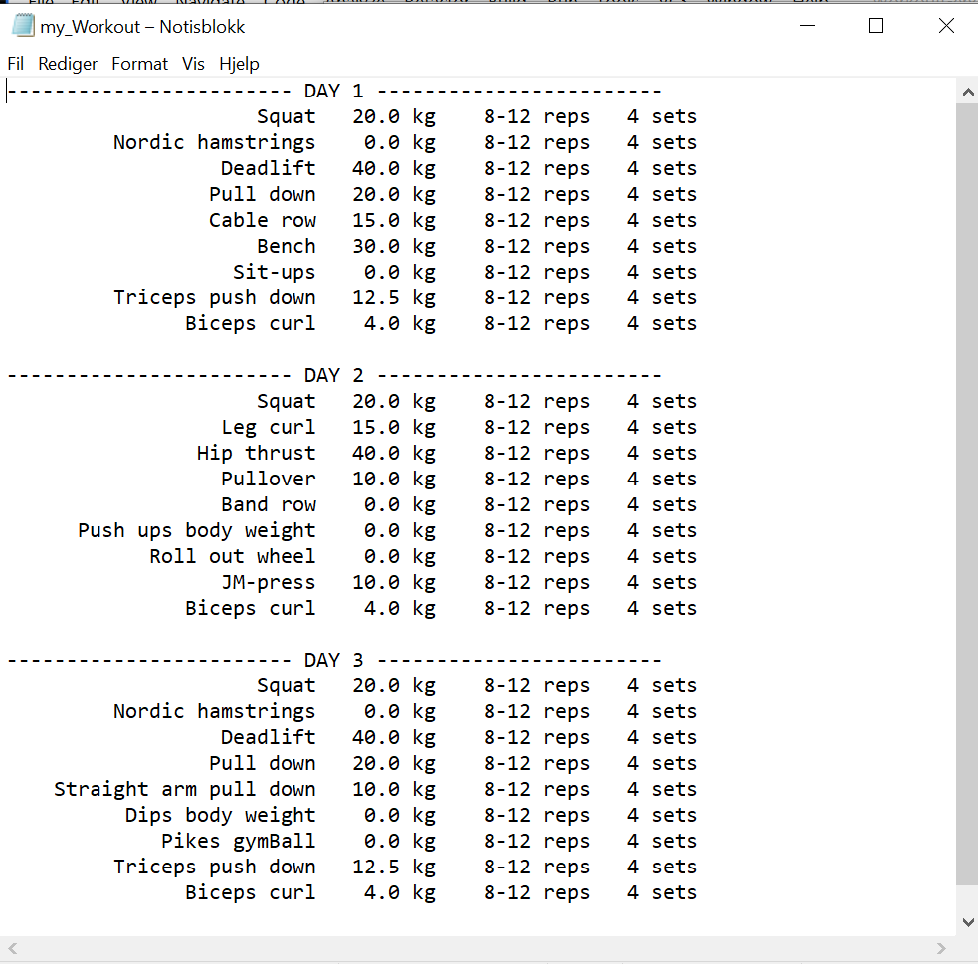 my_Workout – Notisblokk
Fil Rediger Format Vis Hjelp
------------------------ DAY 1 ------------------------
Squat 20.0 kg 8-12 reps 4 sets
Nordic hamstrings 0.0 kg 8-12 reps 4 sets
Deadlift 40.0 kg 8-12 reps 4 sets
Pull down 20.0 kg 8-12 reps 4 sets
Cable row 15.0 kg 8-12 reps 4 sets
Bench 30.0 kg 8-12 reps 4 sets
Sit-ups 0.0 kg 8-12 reps 4 sets
Triceps push down 12.5 kg 8-12 reps 4 sets
Biceps curl 4.0 kg 8-12 reps 4 sets
------------------------ DAY 2 ------------------------
Squat 20.0 kg 8-12 reps 4 sets
Leg curl 15.0 kg 8-12 reps 4 sets
Hip thrust 40.0 kg 8-12 reps 4 sets
Pullover 10.0 kg 8-12 reps 4 sets
Band row 0.0 kg 8-12 reps 4 sets
Push ups body weight 0.0 kg 8-12 reps 4 sets
Roll out wheel 0.0 kg 8-12 reps 4 sets
JM-press 10.0 kg 8-12 reps 4 sets
Biceps curl 4.0 kg 8-12 reps 4 sets
------------------------ DAY 3 ------------------------
Squat 20.0 kg 8-12 reps 4 sets
Nordic hamstrings 0.0 kg 8-12 reps 4 sets
Deadlift 40.0 kg 8-12 reps 4 sets
Pull down 20.0 kg 8-12 reps 4 sets
Straight arm pull down 10.0 kg 8-12 reps 4 sets
Dips body weight 0.0 kg 8-12 reps 4 sets
Pikes gymBall 0.0 kg 8-12 reps 4 sets
Triceps push down 12.5 kg 8-12 reps 4 sets
Biceps curl 4.0 kg 8-12 reps 4 sets